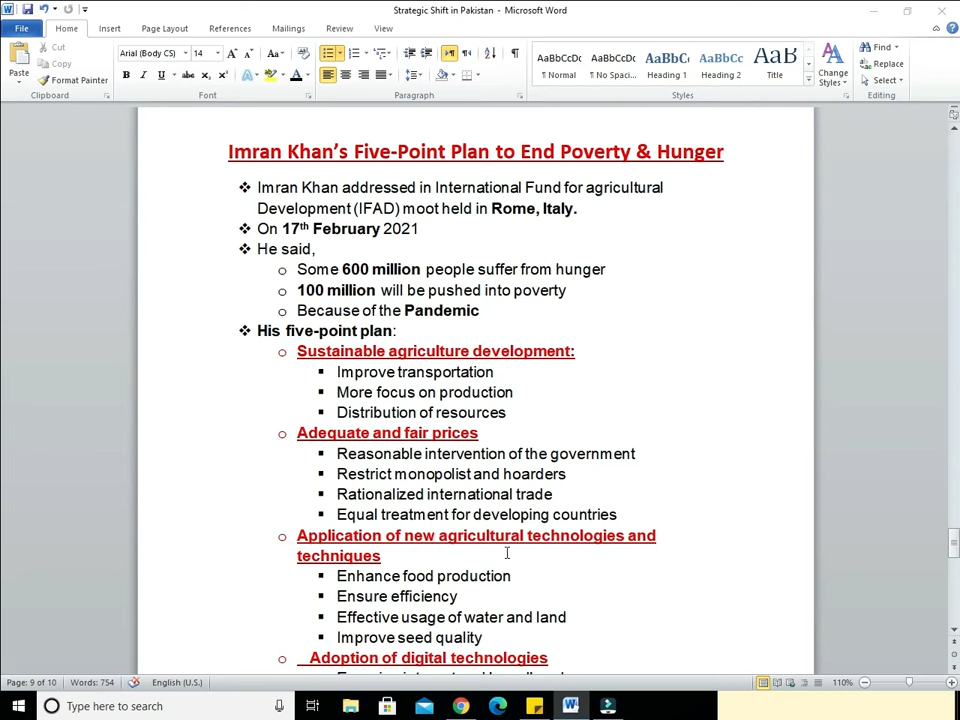 Strategic Shift in Pakistan - Microsoft Word
File Home Insert Page Layout References Mailings Review View
Cut
Copy
Format Painter
Paste
Arial (Body CS) 14
AaBbCcDc AaBbCcDc AaBbCc AaBbCc AaB
¶ Normal ¶ No Spaci... Heading 1 Heading 2 Title
Change Styles
Find
Replace
Select
Clipboard Font Paragraph Styles Editing
Imran Khan's Five-Point Plan to End Poverty & Hunger
❖ Imran Khan addressed in International Fund for agricultural
Development (IFAD) moot held in Rome, Italy.
❖ On 17th February 2021
❖ He said,
o Some 600 million people suffer from hunger
o 100 million will be pushed into poverty
o Because of the Pandemic
❖ His five-point plan:
o Sustainable agriculture development:
▪ Improve transportation
▪ More focus on production
▪ Distribution of resources
o Adequate and fair prices
▪ Reasonable intervention of the government
▪ Restrict monopolist and hoarders
▪ Rationalized international trade
▪ Equal treatment for developing countries
o Application of new agricultural technologies and
techniques
▪ Enhance food production
▪ Ensure efficiency
▪ Effective usage of water and land
▪ Improve seed quality
o Adoption of digital technologies
Page: 9 of 10 Words: 754 English (U.S.) 110%
Type here to search